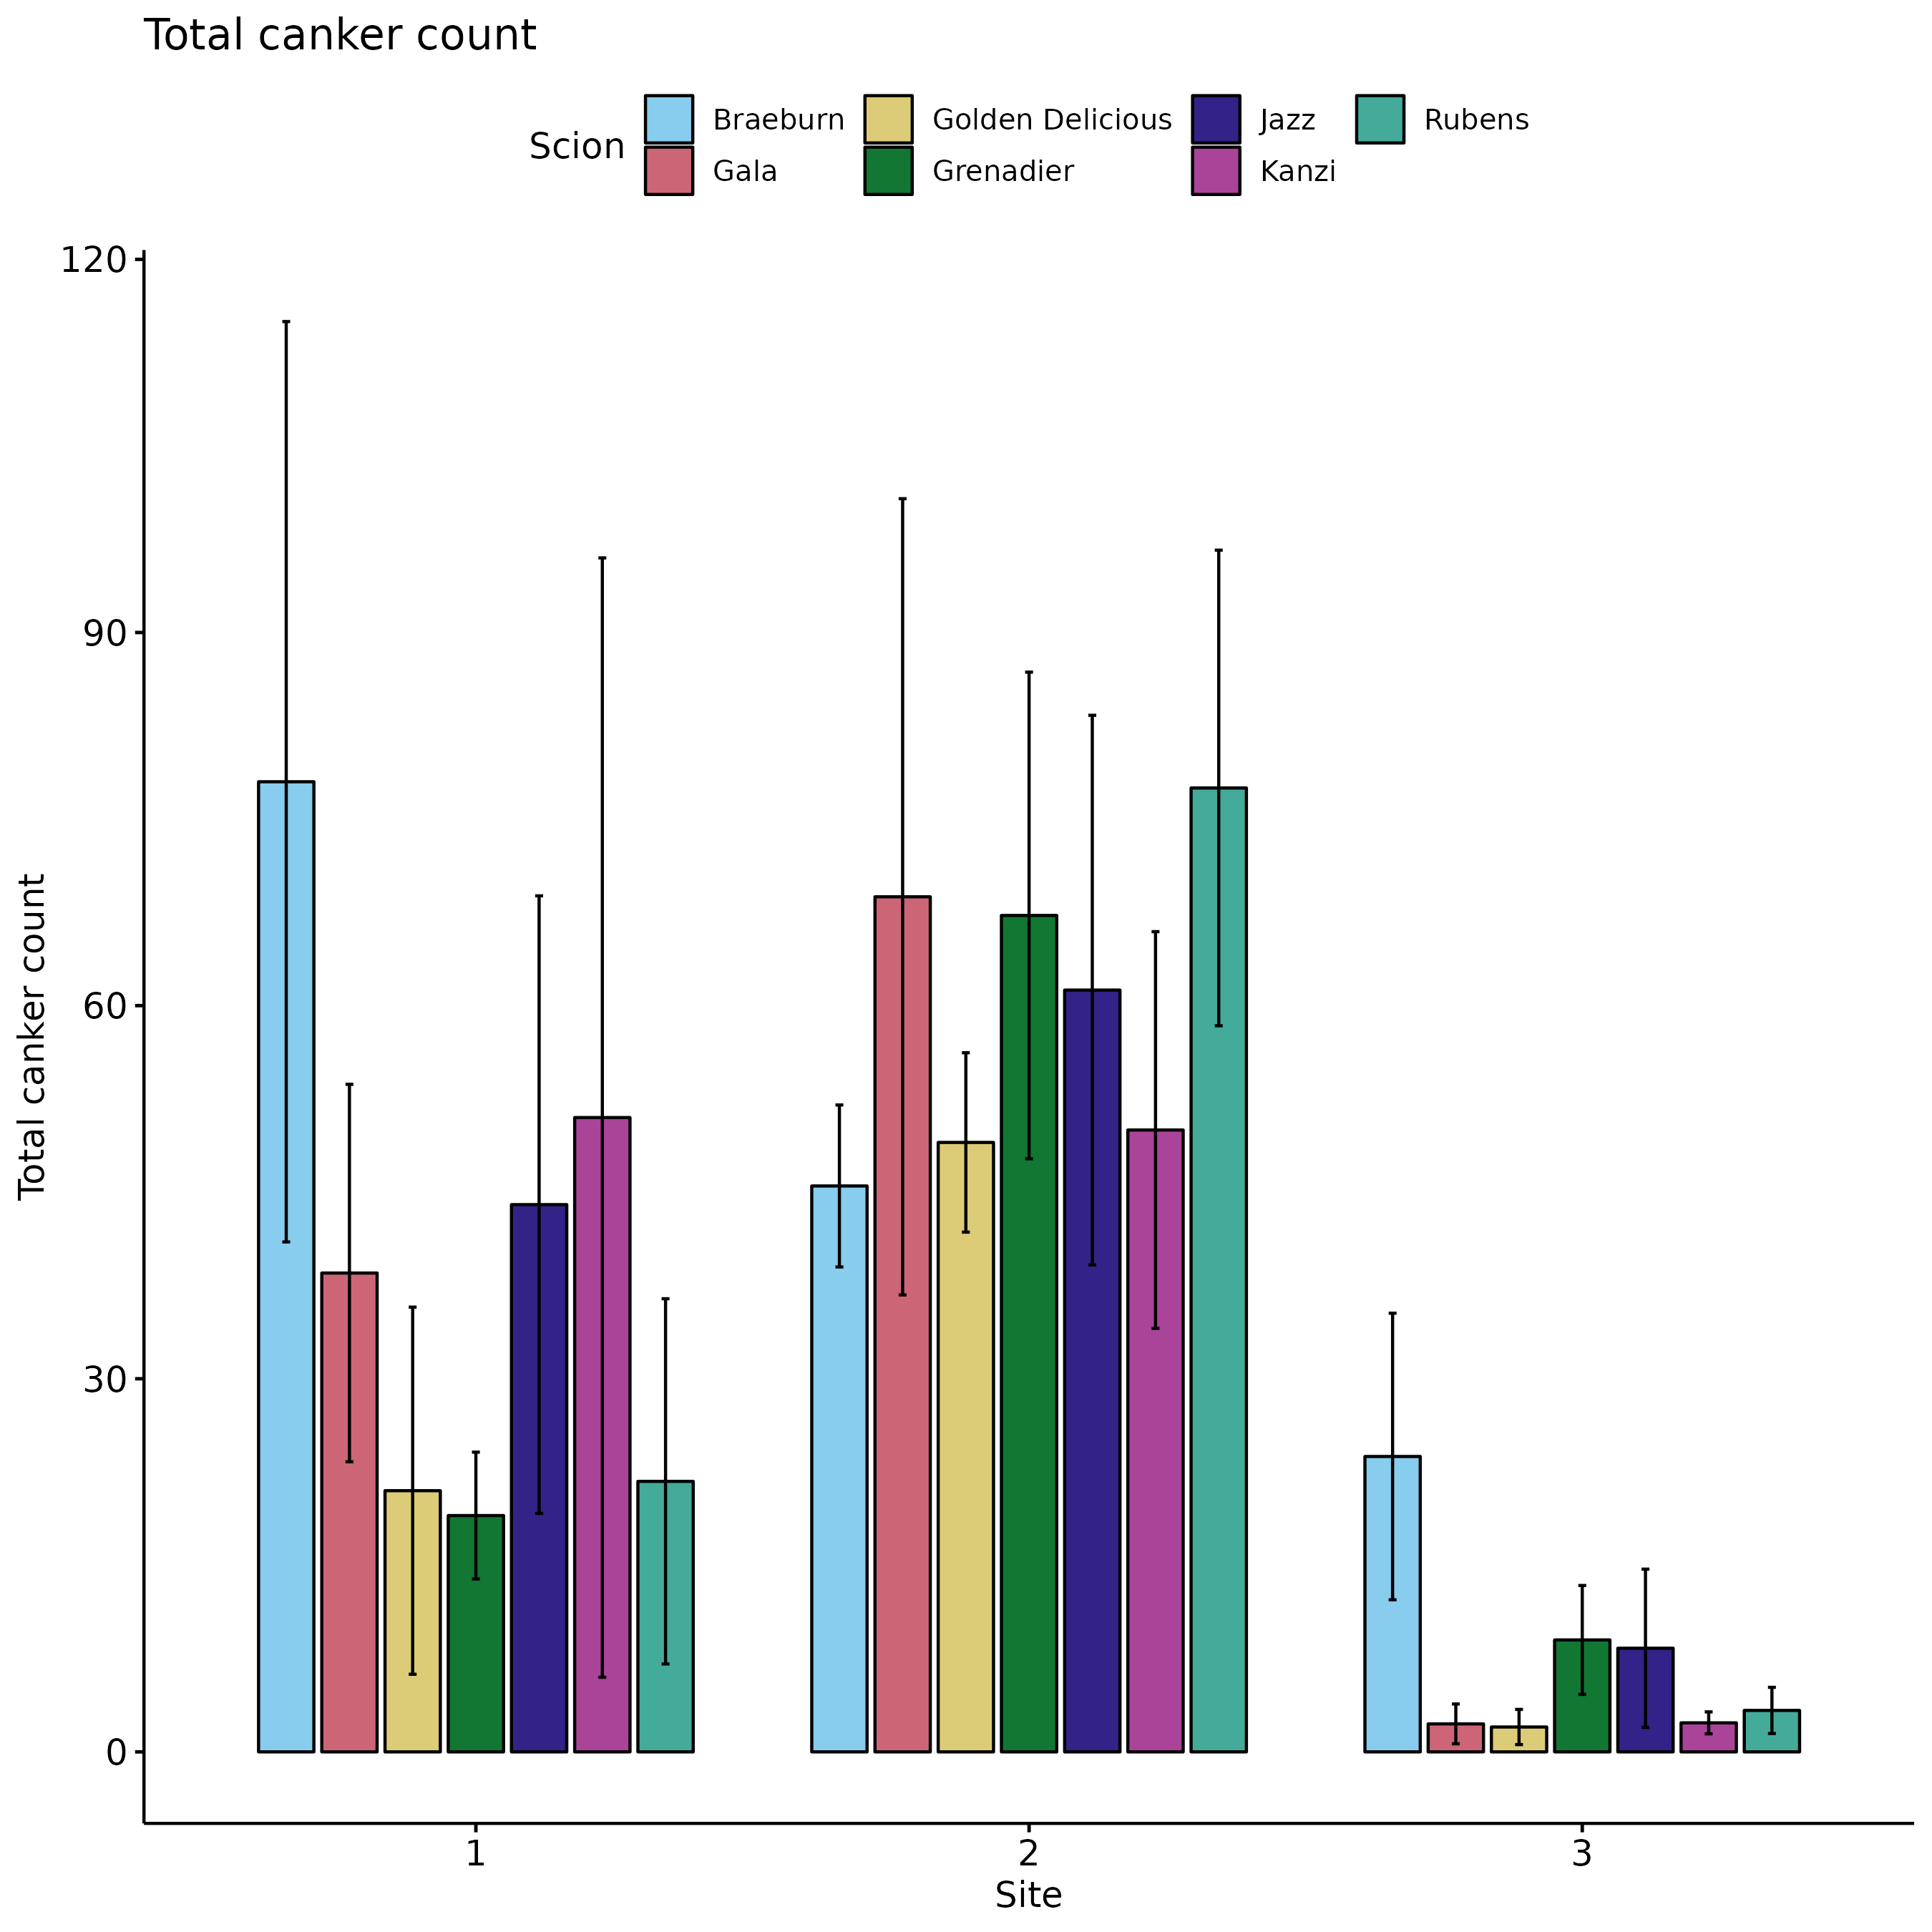 Total canker count
Scion
Braeburn
Golden Delicious
Jazz
Rubens
Gala
Grenadier
Kanzi
Total canker count
120
90
60
30
0
1
2
3
Site